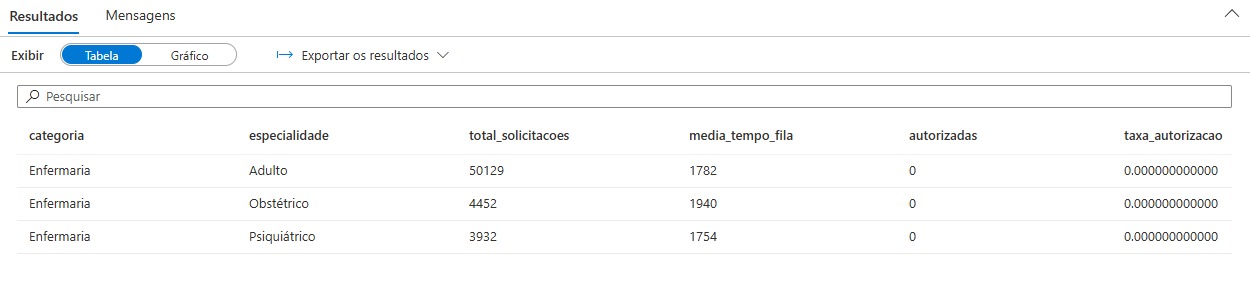 Resultados Mensagens
Exibir Tabela Gráfico Exportar os resultados
Pesquisar
categoria especialidade total_solicitacoes media_tempo_fila autorizadas taxa_autorizacao
Enfermaria Adulto 50129 1782 0 0.000000000000
Enfermaria Obstétrico 4452 1940 0 0.000000000000
Enfermaria Psiquiátrico 3932 1754 0 0.000000000000